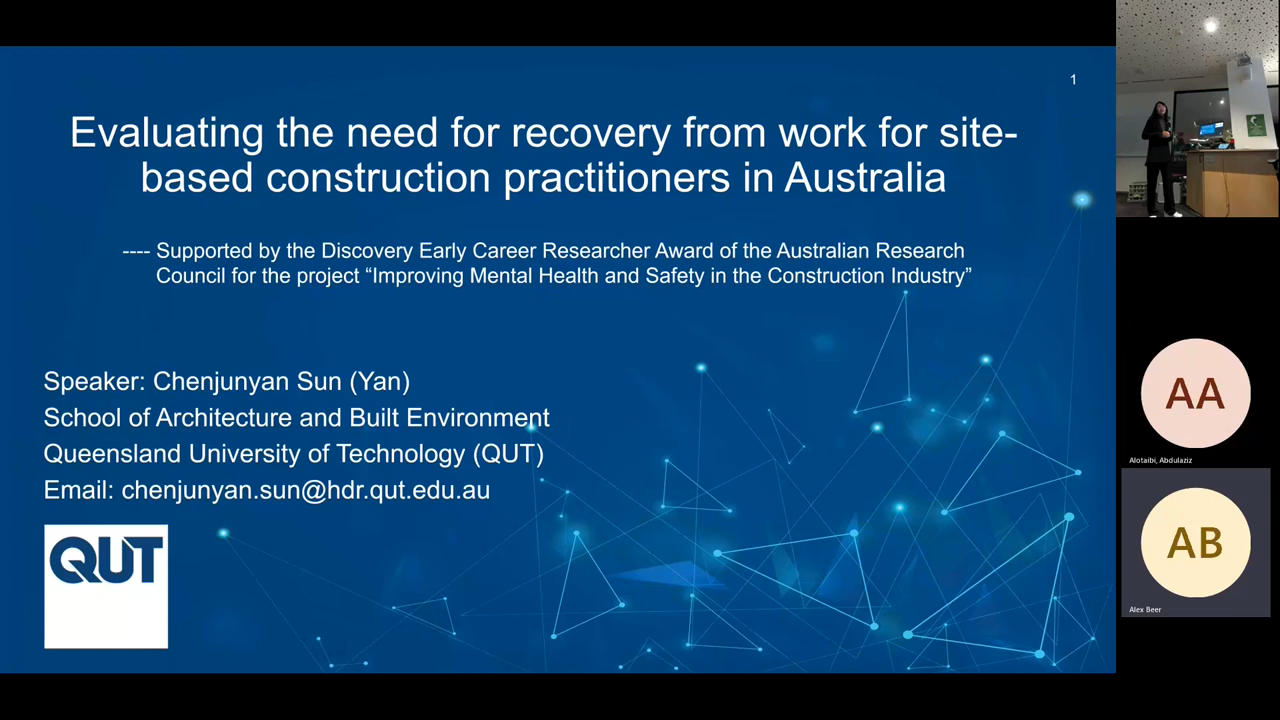 1
Evaluating the need for recovery from work for site-
based construction practitioners in Australia
---- Supported by the Discovery Early Career Researcher Award of the Australian Research
Council for the project “Improving Mental Health and Safety in the Construction Industry”
Speaker: Chenjunyan Sun (Yan)
School of Architecture and Built Environment
Queensland University of Technology (QUT)
Email: chenjunyan.sun@hdr.qut.edu.au
QUT
AA
Alotaibi, Abdulaziz
AB
Alex Beer